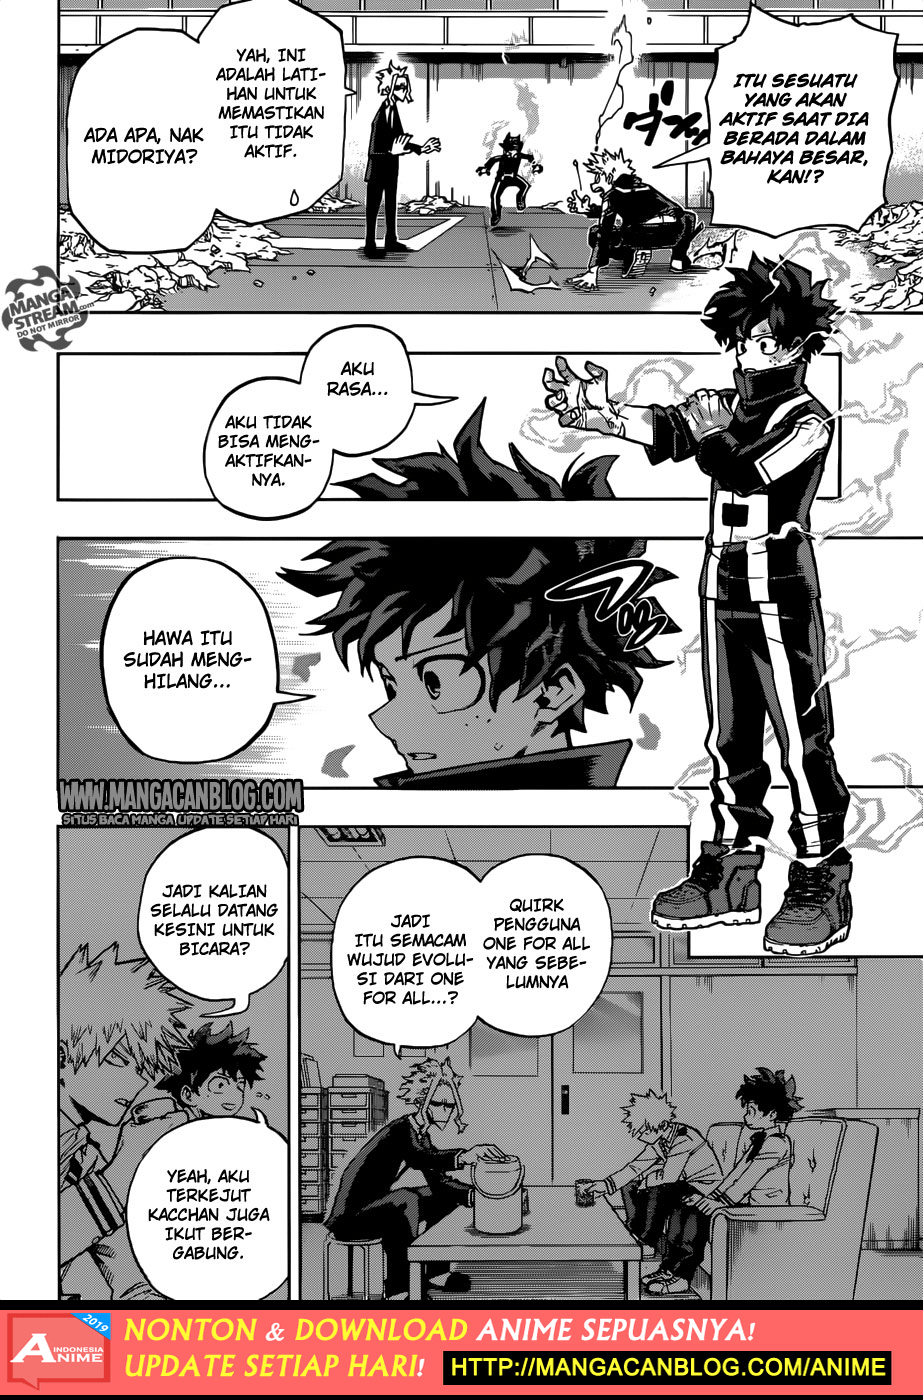 ITU SESUATU
YANG AKAN
AKTIF SAAT DIA
BERADA DALAM
BAHAYA BESAR,
KAN!?
YAH, INI
ADALAH LATI-
HAN UNTUK
MEMASTIKAN
ITU TIDAK
AKTIF.
ADA APA, NAK
MIDORIYA?
MANGA
STREAM.com
DO NOT MIRROR
AKU
RASA...
AKU TIDAK
BISA MENG-
AKTIFKAN-
NYA.
HAWA ITU
SUDAH MENG-
HILANG...
WWW.MANGACANBLOG.COM
SITUS BACA MANGA UPDATE SETIAP HARI
QUIRK
PENGGUNA
ONE FOR ALL
YANG SEBE-
LUMNYA
JADI
ITU SEMACAM
WUJUD EVOLU-
SI DARI ONE
FOR ALL...?
JADI KALIAN
SELALU DATANG
KESINI UNTUK
BICARA?
YEAH, AKU
TERKEJUT
KACCHAN JUGA
IKUT BER-
GABUNG.
2019
INDONESIA
ANIME
NONTON & DOWNLOAD ANIME SEPUASNYA!
UPDATE SETIAP HARI! HTTP://MANGACANBLOG.COM/ANIME